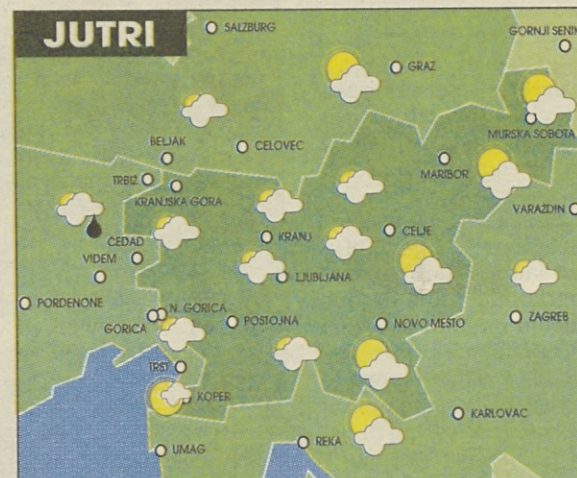 JUTRI
SALZBURG
GORNJI SENIK
GRAZ
MURSKA SOBOTA
BELJAK
CELOVEC
MARIBOR
TRBIŽ
KRANJSKA GORA
VARAŽDIN
KRANJ
CELJE
ČEDAD
VIDEM
LJUBLJANA
PORDENONE
N. GORICA
GORICA
POSTOJNA
NOVO MESTO
ZAGREB
TRST
KOPER
KARLOVAC
UMAG
REKA